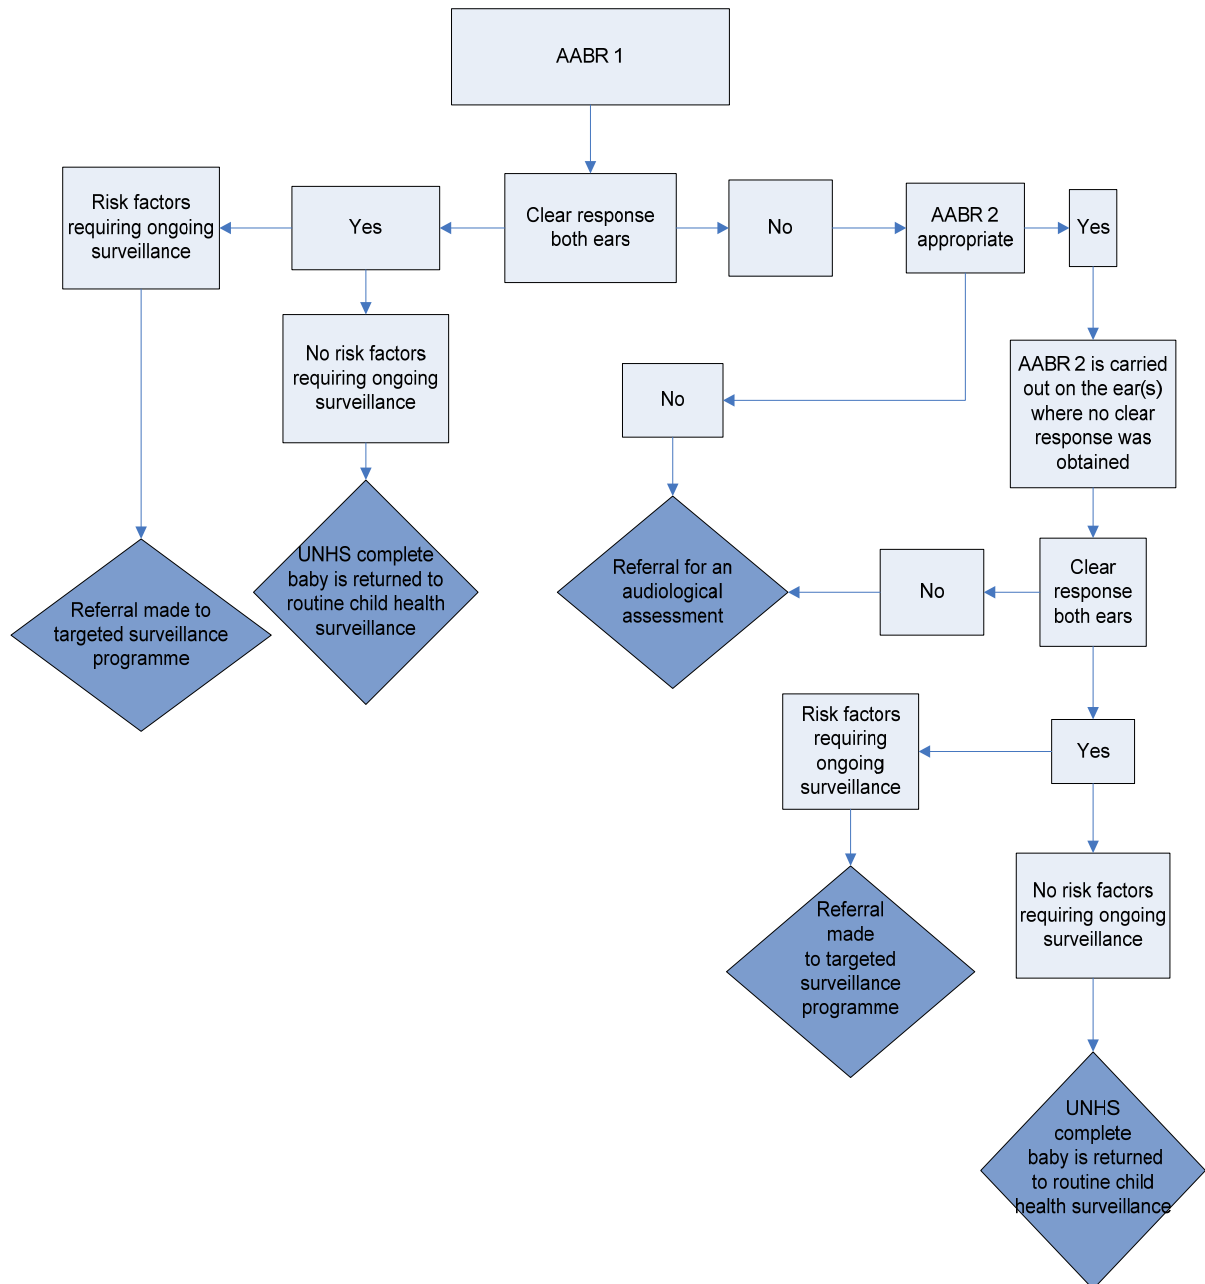 AABR 1
Risk factors
requiring ongoing
surveillance
Yes
Clear response
both ears
No
AABR 2
appropriate
Yes
No risk factors
requiring ongoing
surveillance
No
AABR 2 is carried
out on the ear(s)
where no clear
response was
obtained
Referral made to
targeted surveillance
programme
UNHS complete
baby is returned to
routine child health
surveillance
Referral for an
audiological
assessment
No
Clear
response
both ears
Risk factors
requiring
ongoing
surveillance
Yes
Referral
made
to targeted
surveillance
programme
No risk factors
requiring ongoing
surveillance
UNHS
complete
baby is returned
to routine child
health surveillance